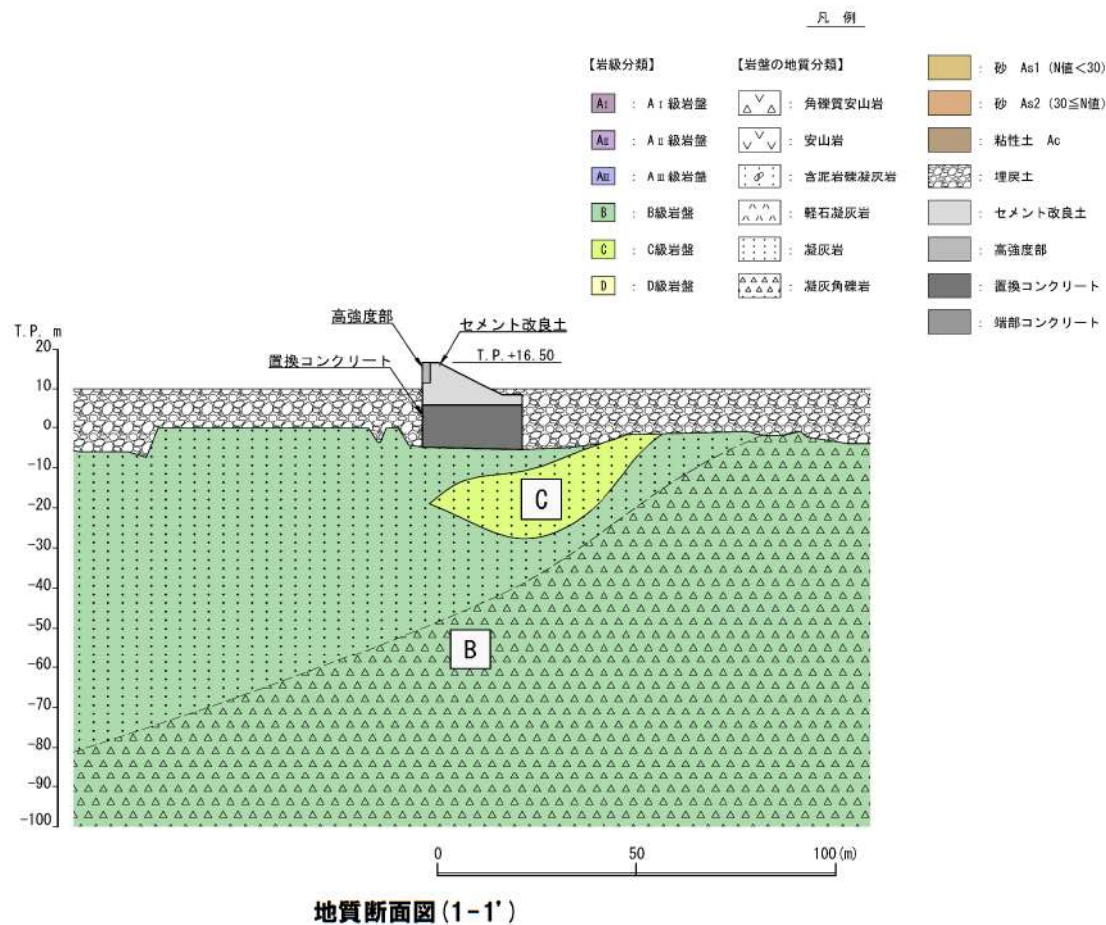 凡 例
【岩級分類】
AⅠ : AⅠ級岩盤
AⅡ : AⅡ級岩盤
AⅢ : AⅢ級岩盤
B : B級岩盤
C : C級岩盤
D : D級岩盤
【岩盤の地質分類】
: 角礫質安山岩
: 安山岩
: 含泥岩礫凝灰岩
: 軽石凝灰岩
: 凝灰岩
: 凝灰角礫岩
: 砂 As1 (N値<30)
: 砂 As2 (30≦N値)
: 粘性土 Ac
: 埋戻土
: セメント改良土
: 高強度部
: 置換コンクリート
: 端部コンクリート
T.P. m
20
10
0
-10
-20
-30
-40
-50
-60
-70
-80
-90
-100
高強度部
セメント改良土
置換コンクリート
T.P.+16.50
C
B
0 50 100(m)
地質断面図(1-1')